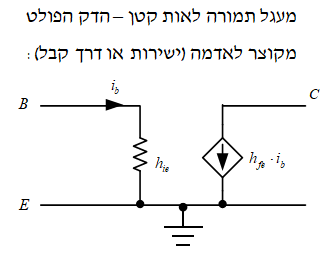 מעגל תמורה לאות קטן – הדק הפולט
מקוצר לאדמה (ישירות או דרך קבל) :
i_b
B
C
h_ie
h_fe · i_b
E